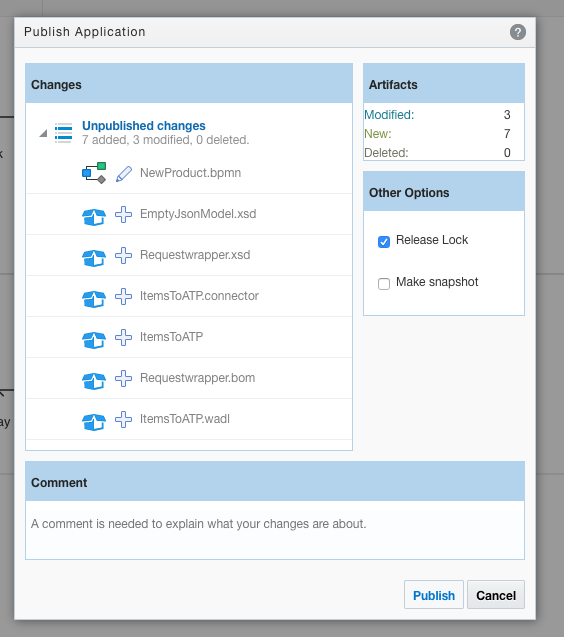 Publish Application
?
Changes
Unpublished changes
7 added, 3 modified, 0 deleted.
NewProduct.bpmn
EmptyJsonModel.xsd
Requestwrapper.xsd
ItemsToATP.connector
ItemsToATP
Requestwrapper.bom
ItemsToATP.wadl
Artifacts
Modified: 3
New: 7
Deleted: 0
Other Options
Release Lock
Make snapshot
Comment
A comment is needed to explain what your changes are about.
Publish Cancel
ay